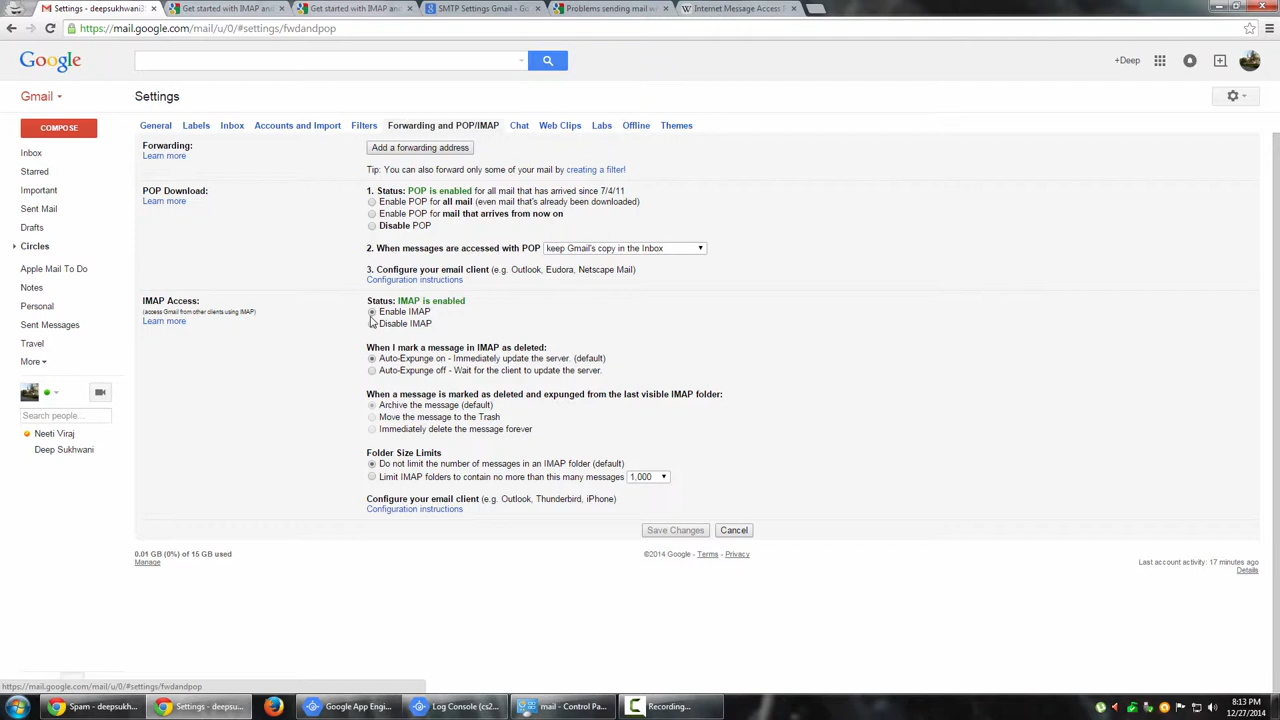 Settings - deepsukhwani
Get started with IMAP and
Get started with IMAP and
SMTP Settings Gmail - Go
Problems sending mail w
Internet Message Access P
https://mail.google.com/mail/u/0/#settings/fwdandpop
Google
+Deep
Gmail
Settings
COMPOSE
General
Labels
Inbox
Accounts and Import
Filters
Forwarding and POP/IMAP
Chat
Web Clips
Labs
Offline
Themes
Inbox
Starred
Important
Sent Mail
Drafts
Circles
Apple Mail To Do
Notes
Personal
Sent Messages
Travel
More
Search people...
Neeti Viraj
Deep Sukhwani
Forwarding:
Learn more
Add a forwarding address
Tip: You can also forward only some of your mail by creating a filter!
POP Download:
Learn more
1. Status: POP is enabled for all mail that has arrived since 7/4/11
Enable POP for all mail (even mail that's already been downloaded)
Enable POP for mail that arrives from now on
Disable POP
2. When messages are accessed with POP keep Gmail's copy in the Inbox
3. Configure your email client (e.g. Outlook, Eudora, Netscape Mail)
Configuration instructions
IMAP Access:
(access Gmail from other clients using IMAP)
Learn more
Status: IMAP is enabled
Enable IMAP
Disable IMAP
When I mark a message in IMAP as deleted:
Auto-Expunge on - Immediately update the server. (default)
Auto-Expunge off - Wait for the client to update the server.
When a message is marked as deleted and expunged from the last visible IMAP folder:
Archive the message (default)
Move the message to the Trash
Immediately delete the message forever
Folder Size Limits
Do not limit the number of messages in an IMAP folder (default)
Limit IMAP folders to contain no more than this many messages 1,000
Configure your email client (e.g. Outlook, Thunderbird, iPhone)
Configuration instructions
Save Changes
Cancel
0.01 GB (0%) of 15 GB used
Manage
©2014 Google - Terms - Privacy
Last account activity: 17 minutes ago
Details
https://mail.google.com/mail/u/0/#settings/fwdandpop
Spam - deepsukh...
Settings - deepsu...
Google App Eng...
Log Console (cs2...
mail - Control Pa...
Recording...
8:13 PM
12/27/2014